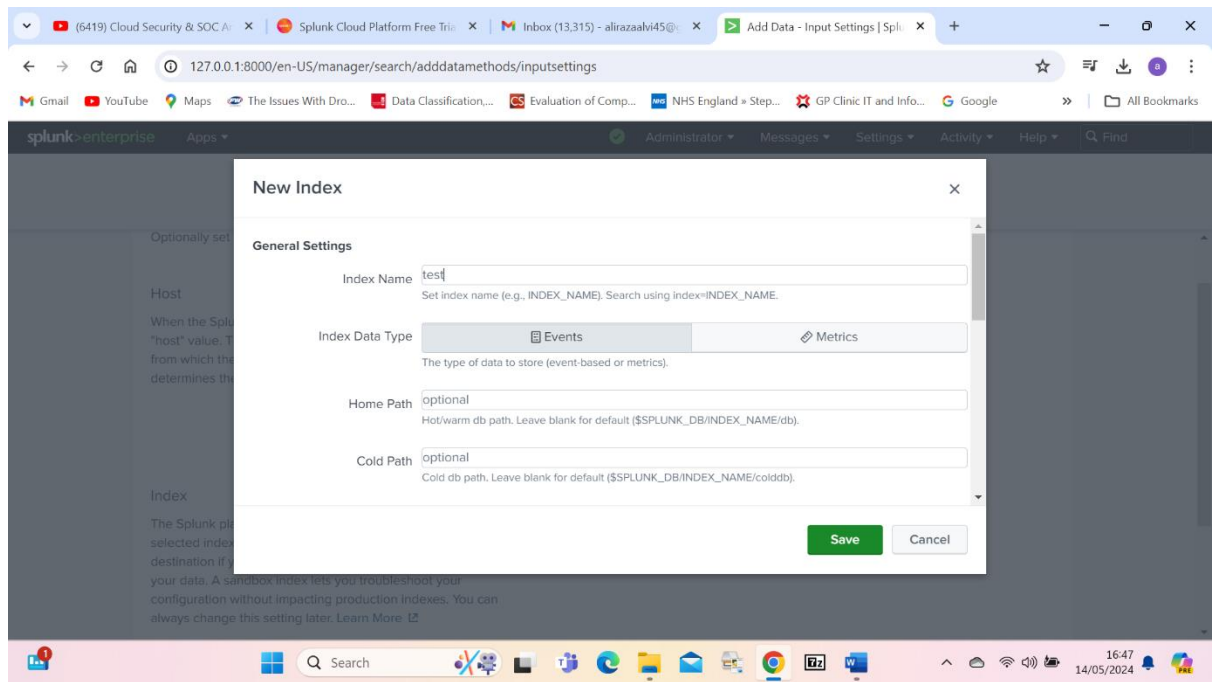 (6419) Cloud Security & SOC A
Splunk Cloud Platform Free Tria
Inbox (13,315) - alirazaalvi45@g
Add Data - Input Settings | Splu
127.0.0.1:8000/en-US/manager/search/adddatamethods/inputsettings
a
Gmail YouTube Maps The Issues With Dro... Data Classification,... Evaluation of Comp... NHS England » Step... GP Clinic IT and Info... Google » All Bookmarks
splunk>enterprise Apps Administrator Messages Settings Activity Help Find
New Index
Optionally set
General Settings
Index Name test
Set index name (e.g., INDEX_NAME). Search using index=INDEX_NAME.
Host
When the Splu
"host" value. T
from which the
determines the
Index Data Type Events Metrics
The type of data to store (event-based or metrics).
Home Path optional
Hot/warm db path. Leave blank for default ($SPLUNK_DB/INDEX_NAME/db).
Cold Path optional
Cold db path. Leave blank for default ($SPLUNK_DB/INDEX_NAME/colddb).
Index
The Splunk pla
selected index
destination if y
Save Cancel
your data. A sandbox index lets you troubleshoot your
configuration without impacting production indexes. You can
always change this setting later. Learn More
1
Search
16:47
14/05/2024
PRE